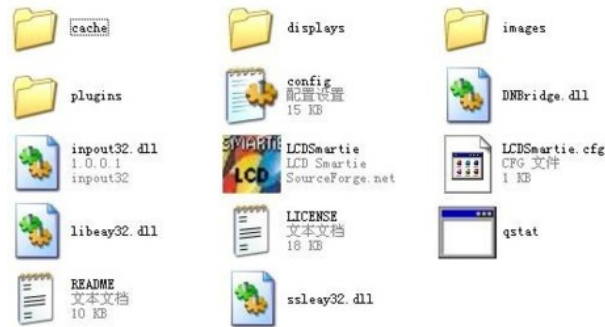 cache
displays
images
plugins
config
配置设置
15 KB
DNBridge.dll
inpout32.dll
1.0.0.1
inpout32
SMARTIE
LCD
LCDSmartie
LCD Smartie
SourceForge.net
LCDSmartie.cfg
CFG 文件
1 KB
libeay32.dll
LICENSE
文本文档
18 KB
qstat
README
文本文档
10 KB
ssleay32.dll